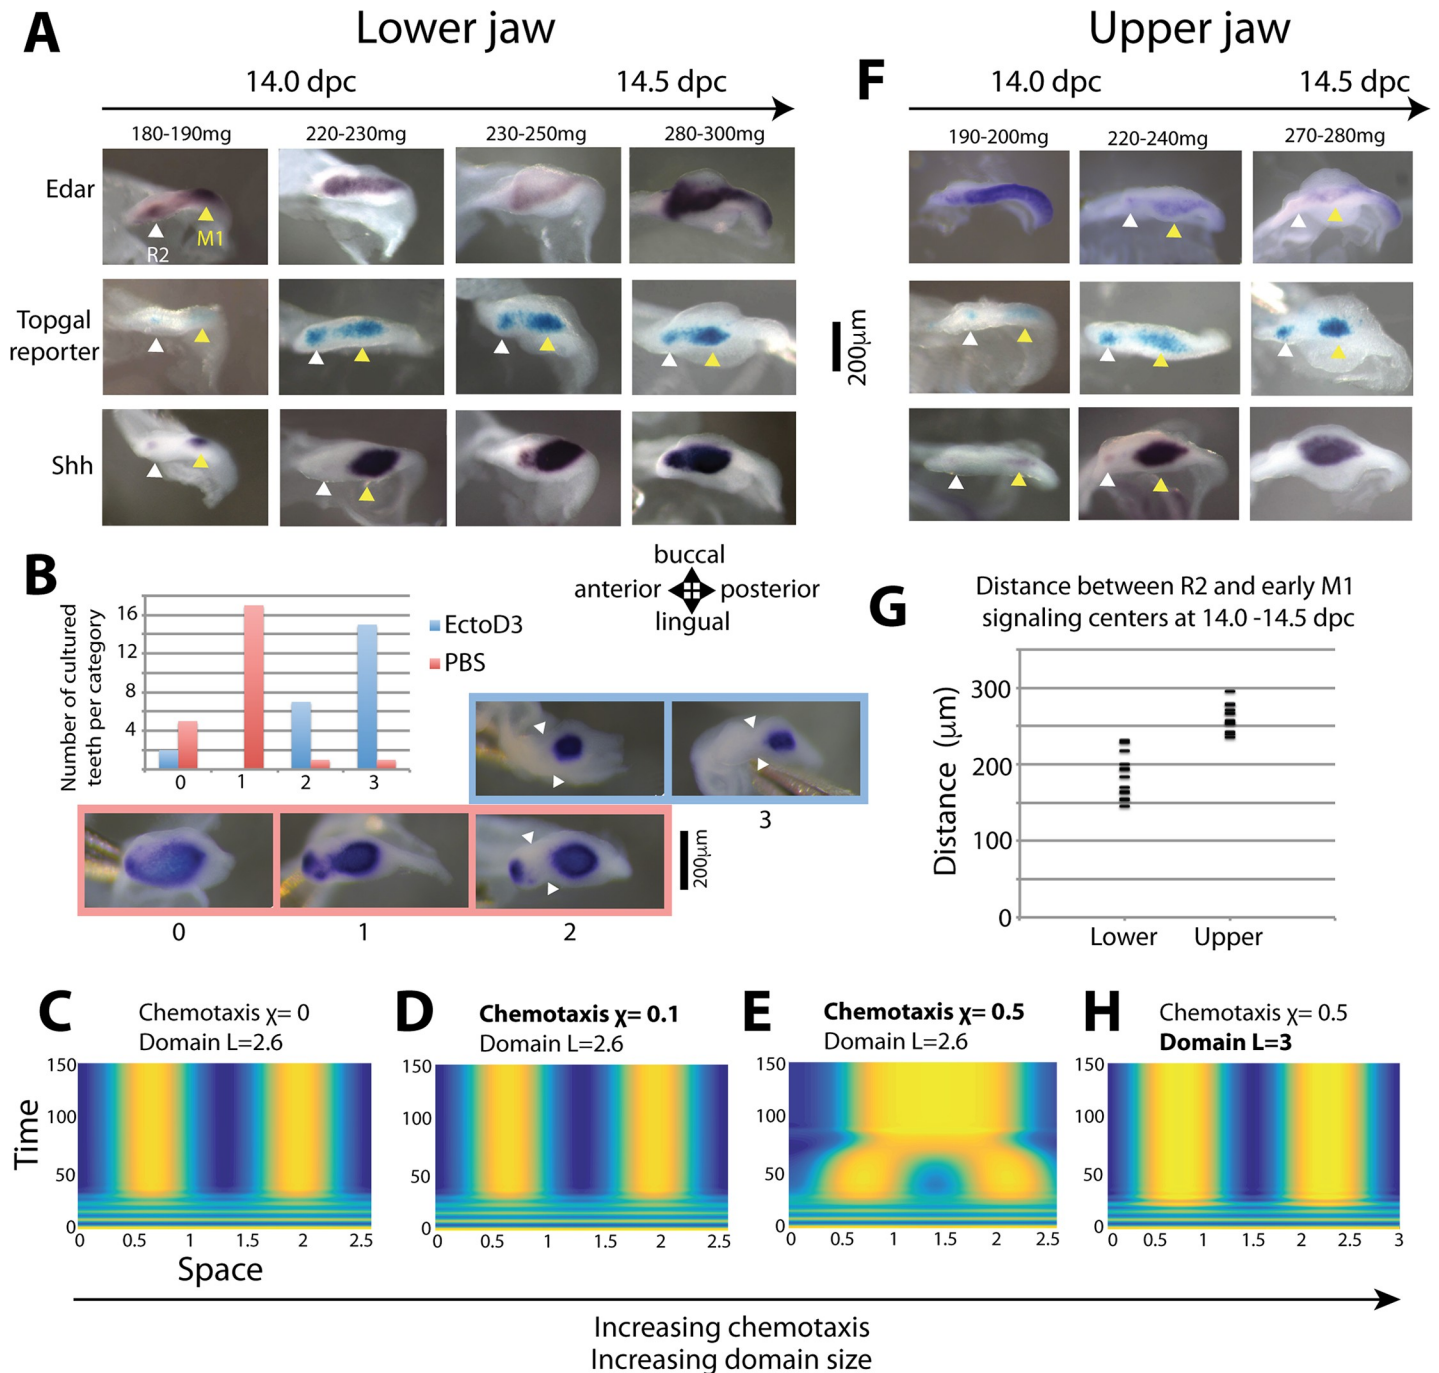 Lower jaw
Upper jaw
A
14.0 dpc
14.5 dpc
180-190mg
220-230mg
230-250mg
280-300mg
Edar
R2
M1
Topgal
reporter
Shh
F
14.0 dpc
14.5 dpc
190-200mg
220-240mg
270-280mg
200µm
B
Number of cultured
teeth per category
16
12
8
4
0
1
2
3
EctoD3
PBS
buccal
anterior
posterior
lingual
3
0
1
2
200µm
G
Distance between R2 and early M1
signaling centers at 14.0 -14.5 dpc
Distance (µm)
300
200
100
0
Lower
Upper
C
Chemotaxis χ= 0
Domain L=2.6
Time
150
100
50
0
0
0.5
1
1.5
2
2.5
Space
D
Chemotaxis χ= 0.1
Domain L=2.6
150
100
50
0
0
0.5
1
1.5
2
2.5
E
Chemotaxis χ= 0.5
Domain L=2.6
150
100
50
0
0
0.5
1
1.5
2
2.5
H
Chemotaxis χ= 0.5
Domain L=3
150
100
50
0
0
0.5
1
1.5
2
2.5
3
Increasing chemotaxis
Increasing domain size